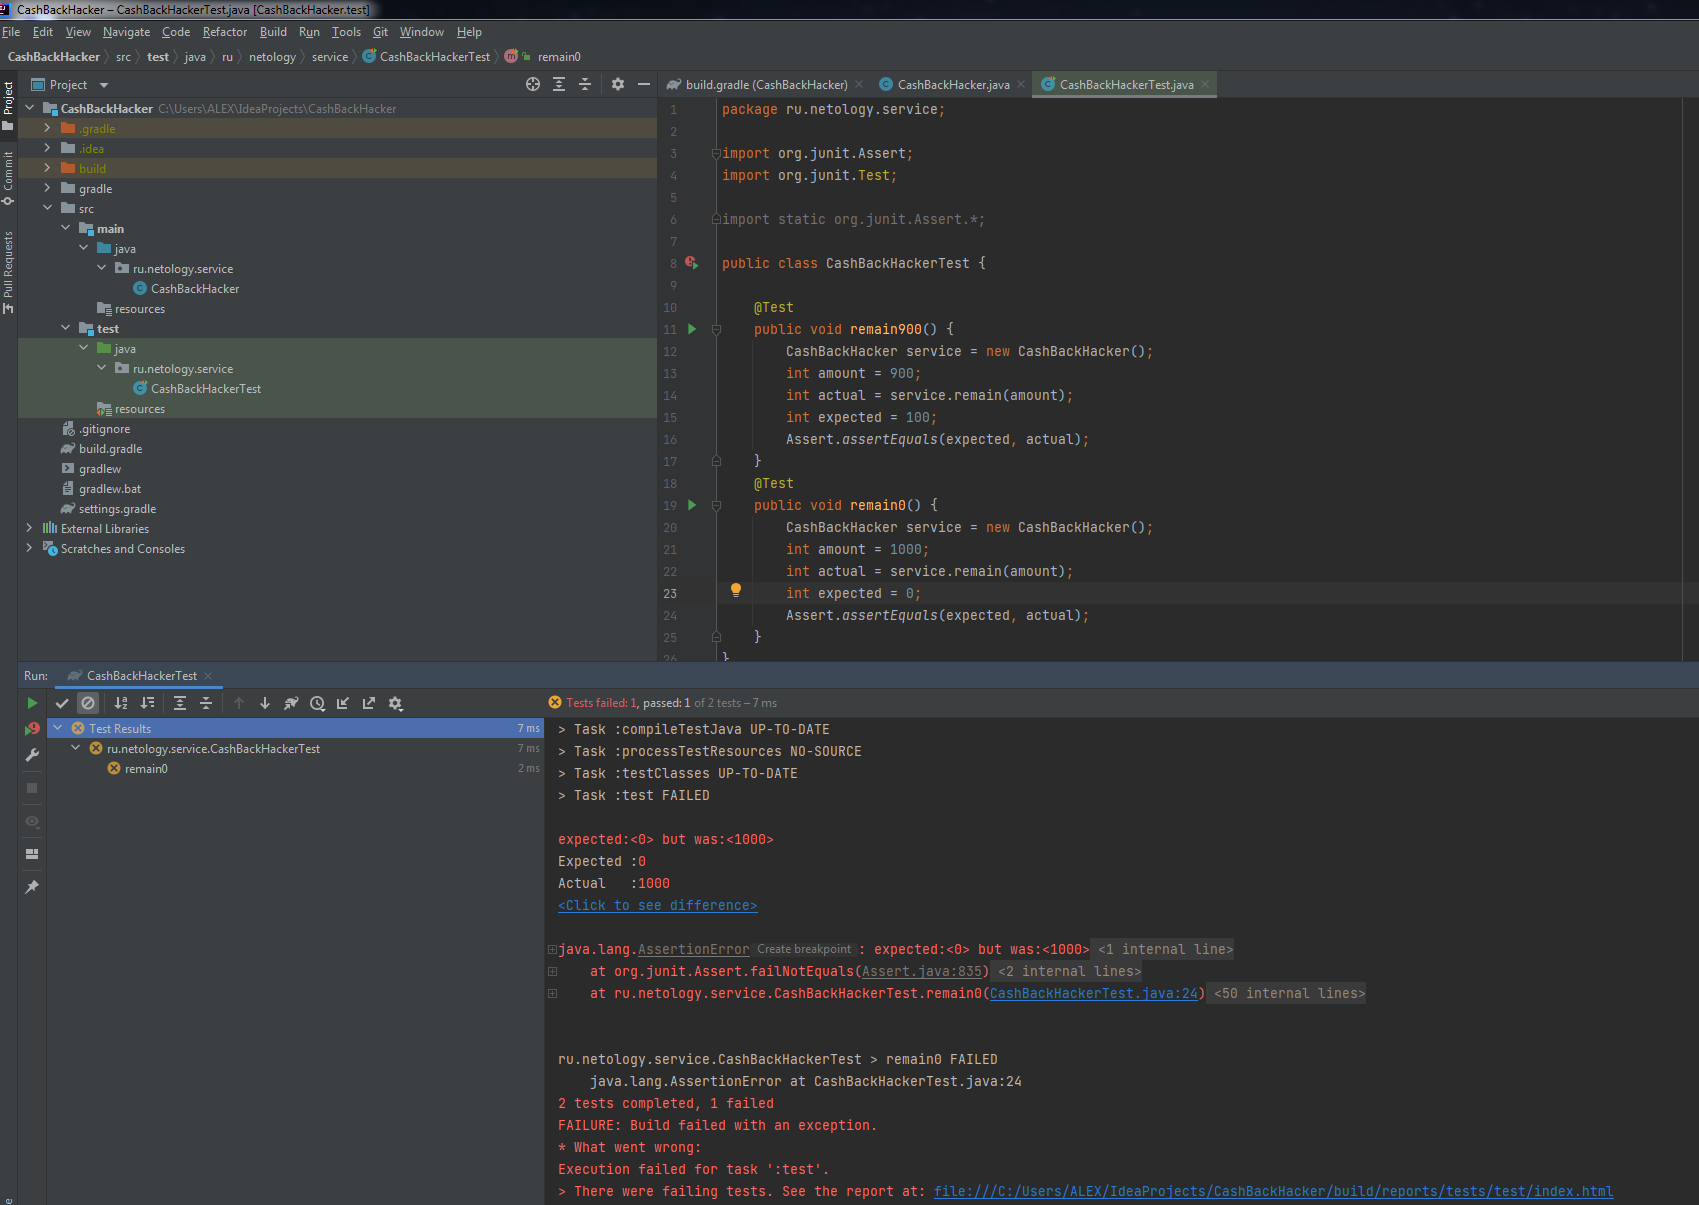 CashBackHacker – CashBackHackerTest.java [CashBackHacker.test]
File Edit View Navigate Code Refactor Build Run Tools Git Window Help
CashBackHacker src test java ru netology service CashBackHackerTest remain0
Project
Commit
Pull Requests
Project
CashBackHacker C:\Users\ALEX\IdeaProjects\CashBackHacker
.gradle
.idea
build
gradle
src
main
java
ru.netology.service
CashBackHacker
resources
test
java
ru.netology.service
CashBackHackerTest
resources
.gitignore
build.gradle
gradlew
gradlew.bat
settings.gradle
External Libraries
Scratches and Consoles
build.gradle (CashBackHacker) CashBackHacker.java CashBackHackerTest.java
1 package ru.netology.service;
2
3 import org.junit.Assert;
4 import org.junit.Test;
5
6 import static org.junit.Assert.*;
7
8 public class CashBackHackerTest {
9
10 @Test
11 public void remain900() {
12 CashBackHacker service = new CashBackHacker();
13 int amount = 900;
14 int actual = service.remain(amount);
15 int expected = 100;
16 Assert.assertEquals(expected, actual);
17 }
18 @Test
19 public void remain0() {
20 CashBackHacker service = new CashBackHacker();
21 int amount = 1000;
22 int actual = service.remain(amount);
23 int expected = 0;
24 Assert.assertEquals(expected, actual);
25 }
26 }
Run: CashBackHackerTest
Tests failed: 1, passed: 1 of 2 tests – 7 ms
Test Results 7 ms
ru.netology.service.CashBackHackerTest 7 ms
remain0 2 ms
> Task :compileTestJava UP-TO-DATE
> Task :processTestResources NO-SOURCE
> Task :testClasses UP-TO-DATE
> Task :test FAILED
expected:<0> but was:<1000>
Expected :0
Actual :1000
<Click to see difference>
java.lang.AssertionError Create breakpoint : expected:<0> but was:<1000> <1 internal line>
at org.junit.Assert.failNotEquals(Assert.java:835) <2 internal lines>
at ru.netology.service.CashBackHackerTest.remain0(CashBackHackerTest.java:24) <50 internal lines>
ru.netology.service.CashBackHackerTest > remain0 FAILED
java.lang.AssertionError at CashBackHackerTest.java:24
2 tests completed, 1 failed
FAILURE: Build failed with an exception.
* What went wrong:
Execution failed for task ':test'.
> There were failing tests. See the report at: file:///C:/Users/ALEX/IdeaProjects/CashBackHacker/build/reports/tests/test/index.html